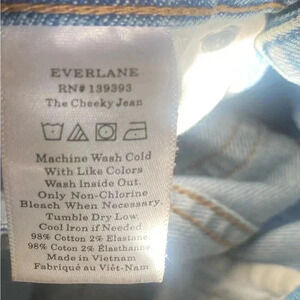 EVERLANE
RN# 139393
The Cheeky Jean
Machine Wash Cold
With Like Colors
Wash Inside Out.
Only Non-Chlorine
Bleach When Necessary.
Tumble Dry Low.
Cool Iron if Needed
98% Cotton 2% Elastane
98% Coton 2% Élasthanne
Made in Vietnam
Fabriqué au Viêt-Nam